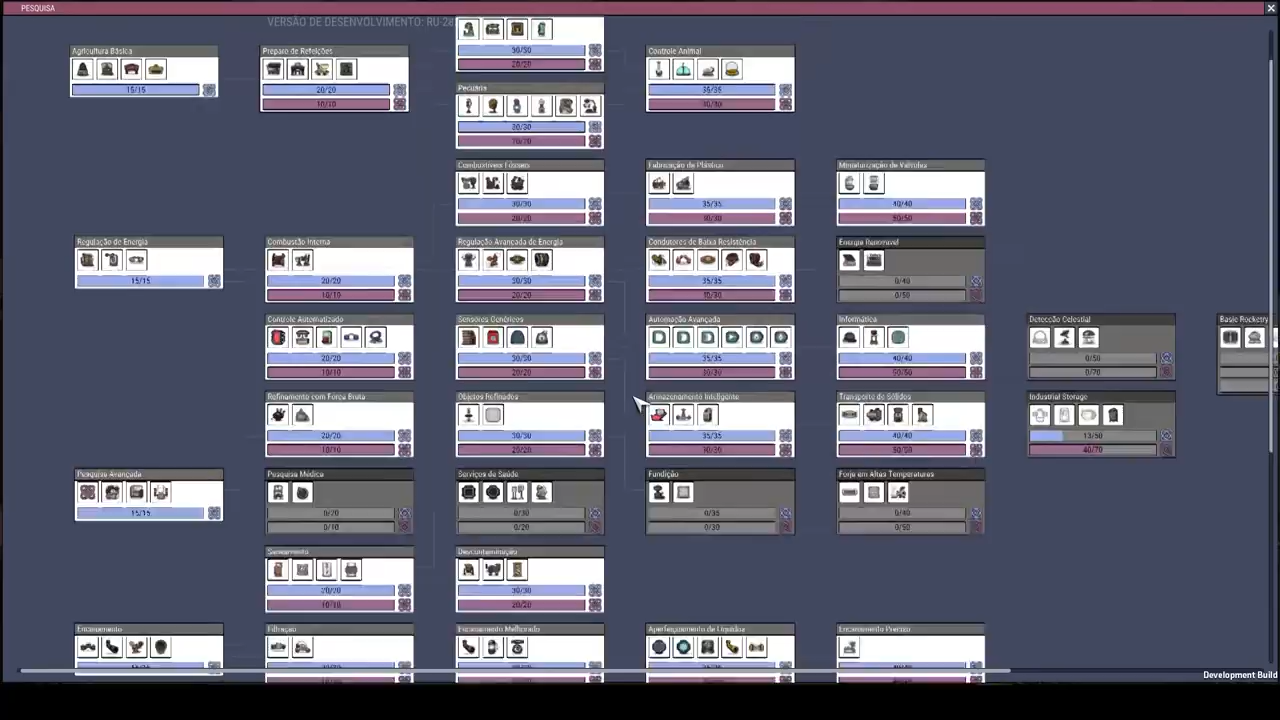 PESQUISA
VERSÃO DE DESENVOLVIMENTO: RU-28
30/30
20/20
Agricultura Básica
15/15
Preparo de Refeições
20/20
10/10
Controle Animal
35/35
Pecuária
30/30
Combustíveis Fósseis
30/30
20/20
Fabricação de Plástico
35/35
30/30
Miniaturização de Válvulas
40/40
50/50
Regulação de Energia
15/15
Combustão Interna
20/20
10/10
Regulação Avançada de Energia
30/30
20/20
Condutores de Baixa Resistência
35/35
30/30
Energia Renovável
0/40
0/50
Controle Automatizado
20/20
10/10
Sensores Genéricos
30/30
20/20
Automação Avançada
35/35
30/30
Informática
40/40
50/50
Detecção Celestial
0/50
0/70
Basic Rocketry
Refinamento com Força Bruta
20/20
10/10
Objetos Refinados
30/30
20/20
Armazenamento Inteligente
35/35
30/30
Transporte de Sólidos
40/40
50/50
Industrial Storage
13/50
40/70
Pesquisa Avançada
15/15
Pesquisa Médica
0/20
0/10
Serviços de Saúde
0/30
0/20
Fundição
0/35
0/30
Forja em Altas Temperaturas
0/40
0/50
Saneamento
20/20
10/10
Descontaminação
30/30
20/20
Encanamento
Filtração
Encanamento Melhorado
Aperfeiçoamento de Líquidos
Encanamento Preciso
Development Build